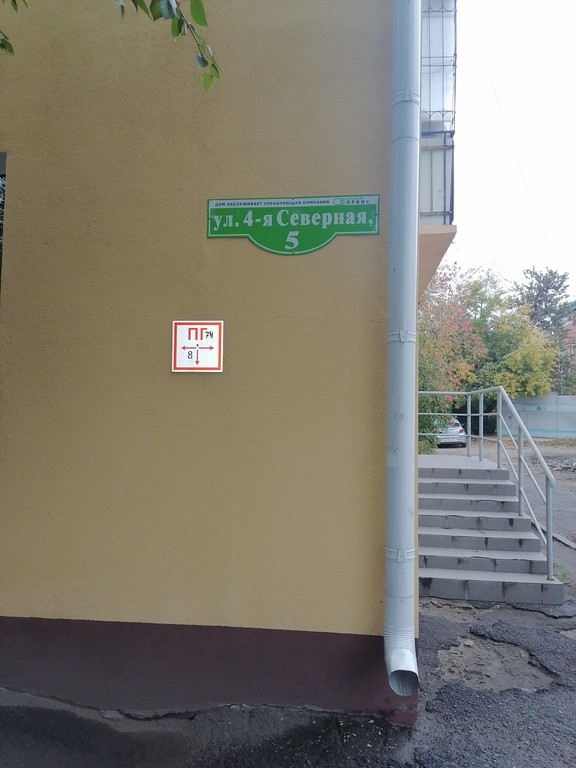 ДОМ ОБСЛУЖИВАЕТ УПРАВЛЯЮЩАЯ КОМПАНИЯ СЕРВИС
ул. 4-я Северная,
5
ПГ 74
8